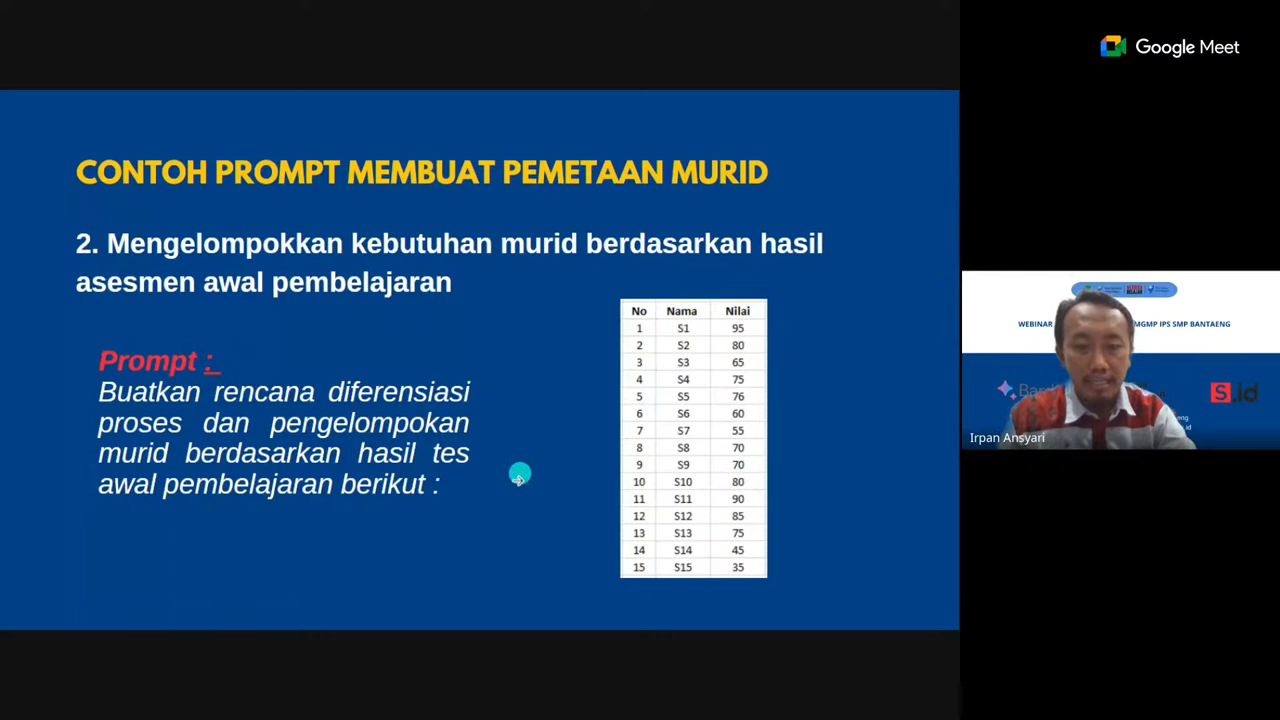 Google Meet
CONTOH PROMPT MEMBUAT PEMETAAN MURID
2. Mengelompokkan kebutuhan murid berdasarkan hasil
asesmen awal pembelajaran
Prompt :
Buatkan rencana diferensiasi
proses dan pengelompokan
murid berdasarkan hasil tes
awal pembelajaran berikut :
No Nama Nilai
1 S1 95
2 S2 80
3 S3 65
4 S4 75
5 S5 76
6 S6 60
7 S7 55
8 S8 70
9 S9 70
10 S10 80
11 S11 90
12 S12 85
13 S13 75
14 S14 45
15 S15 35
WEBINAR MGMP IPS SMP BANTAENG
S.id
Irpan Ansyari